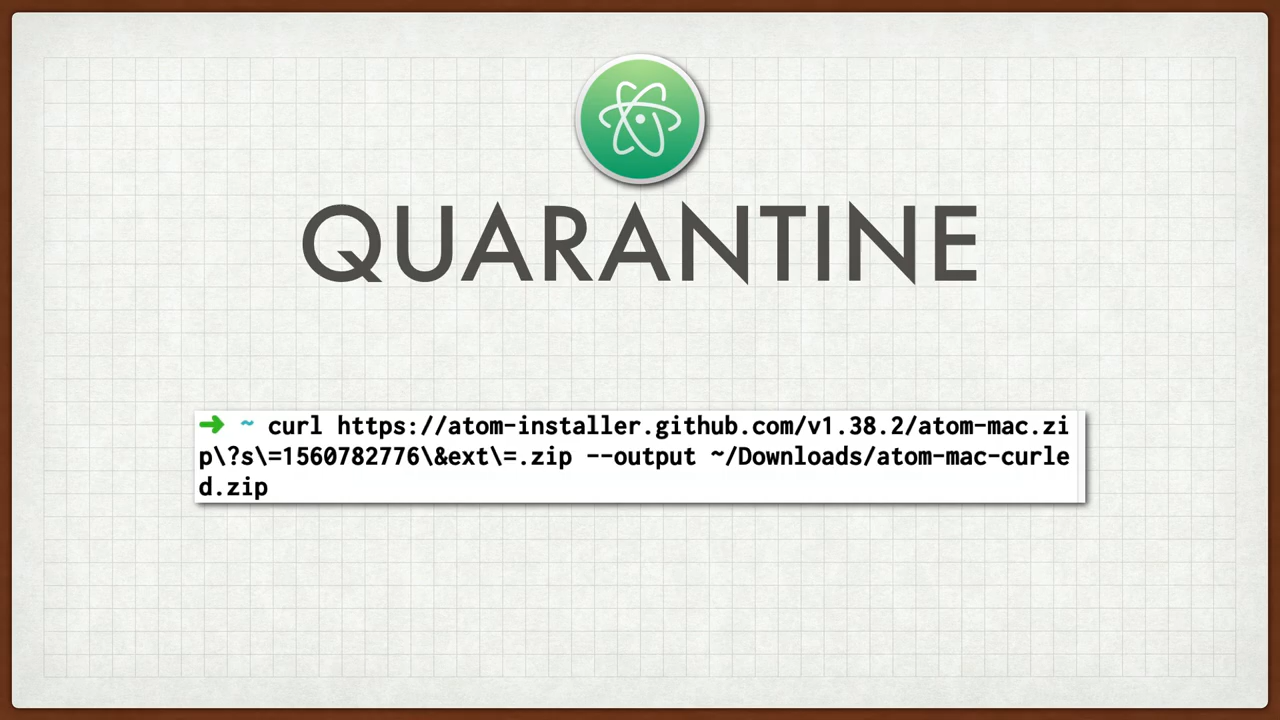 QUARANTINE
➜ ~ curl https://atom-installer.github.com/v1.38.2/atom-mac.zi
p\?s\=1560782776\&ext\=.zip --output ~/Downloads/atom-mac-curle
d.zip